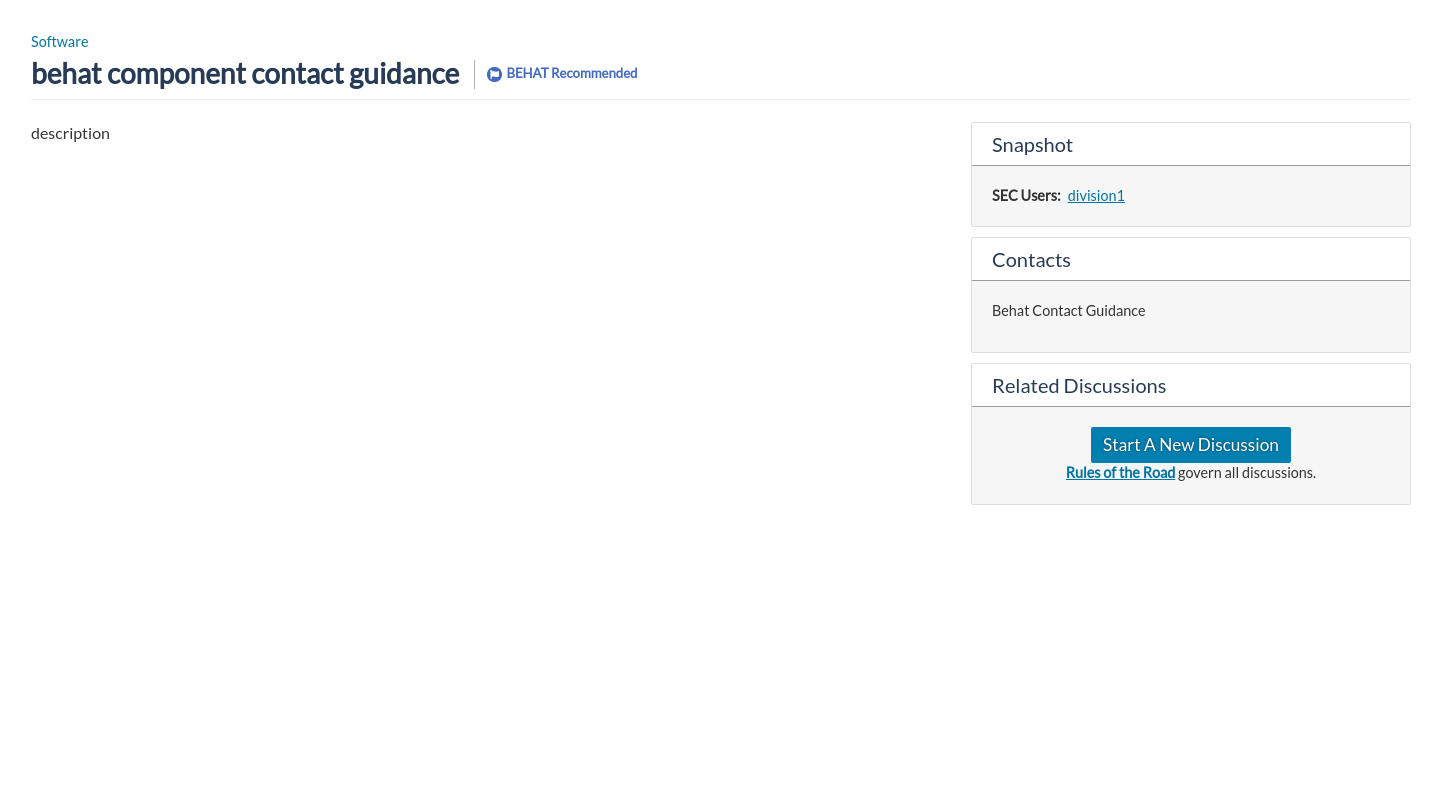 Software
behat component contact guidance
BEHAT Recommended
description
Snapshot
SEC Users: division1
Contacts
Behat Contact Guidance
Related Discussions
Start A New Discussion
Rules of the Road govern all discussions.